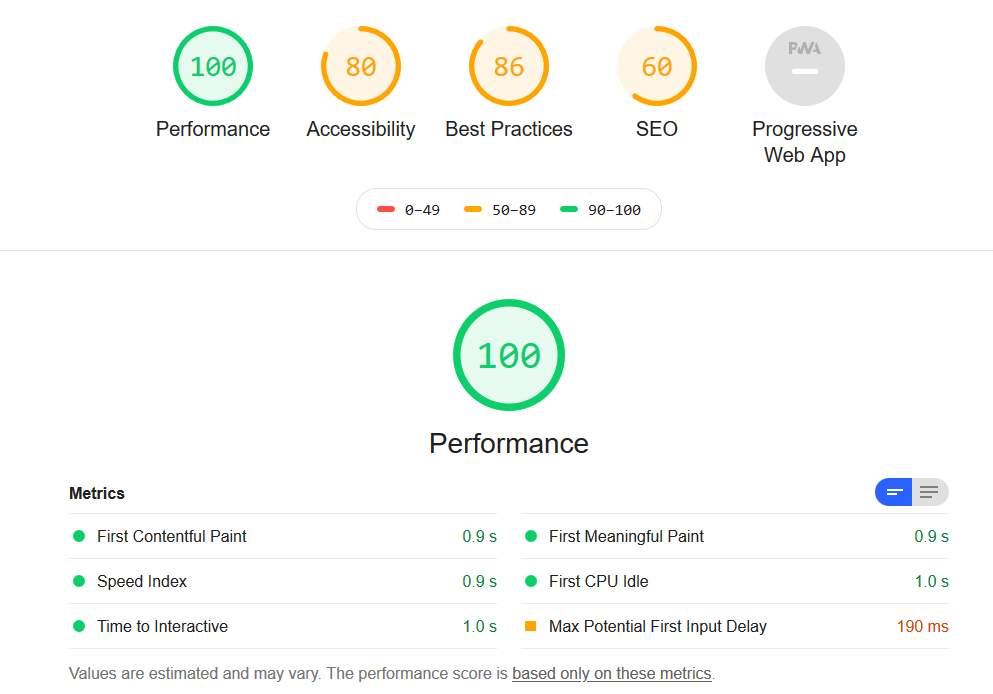 100 80 86 60 PWA
Performance Accessibility Best Practices SEO Progressive
Web App
0–49 50–89 90–100
100
Performance
Metrics
First Contentful Paint 0.9 s First Meaningful Paint 0.9 s
Speed Index 0.9 s First CPU Idle 1.0 s
Time to Interactive 1.0 s Max Potential First Input Delay 190 ms
Values are estimated and may vary. The performance score is based only on these metrics.